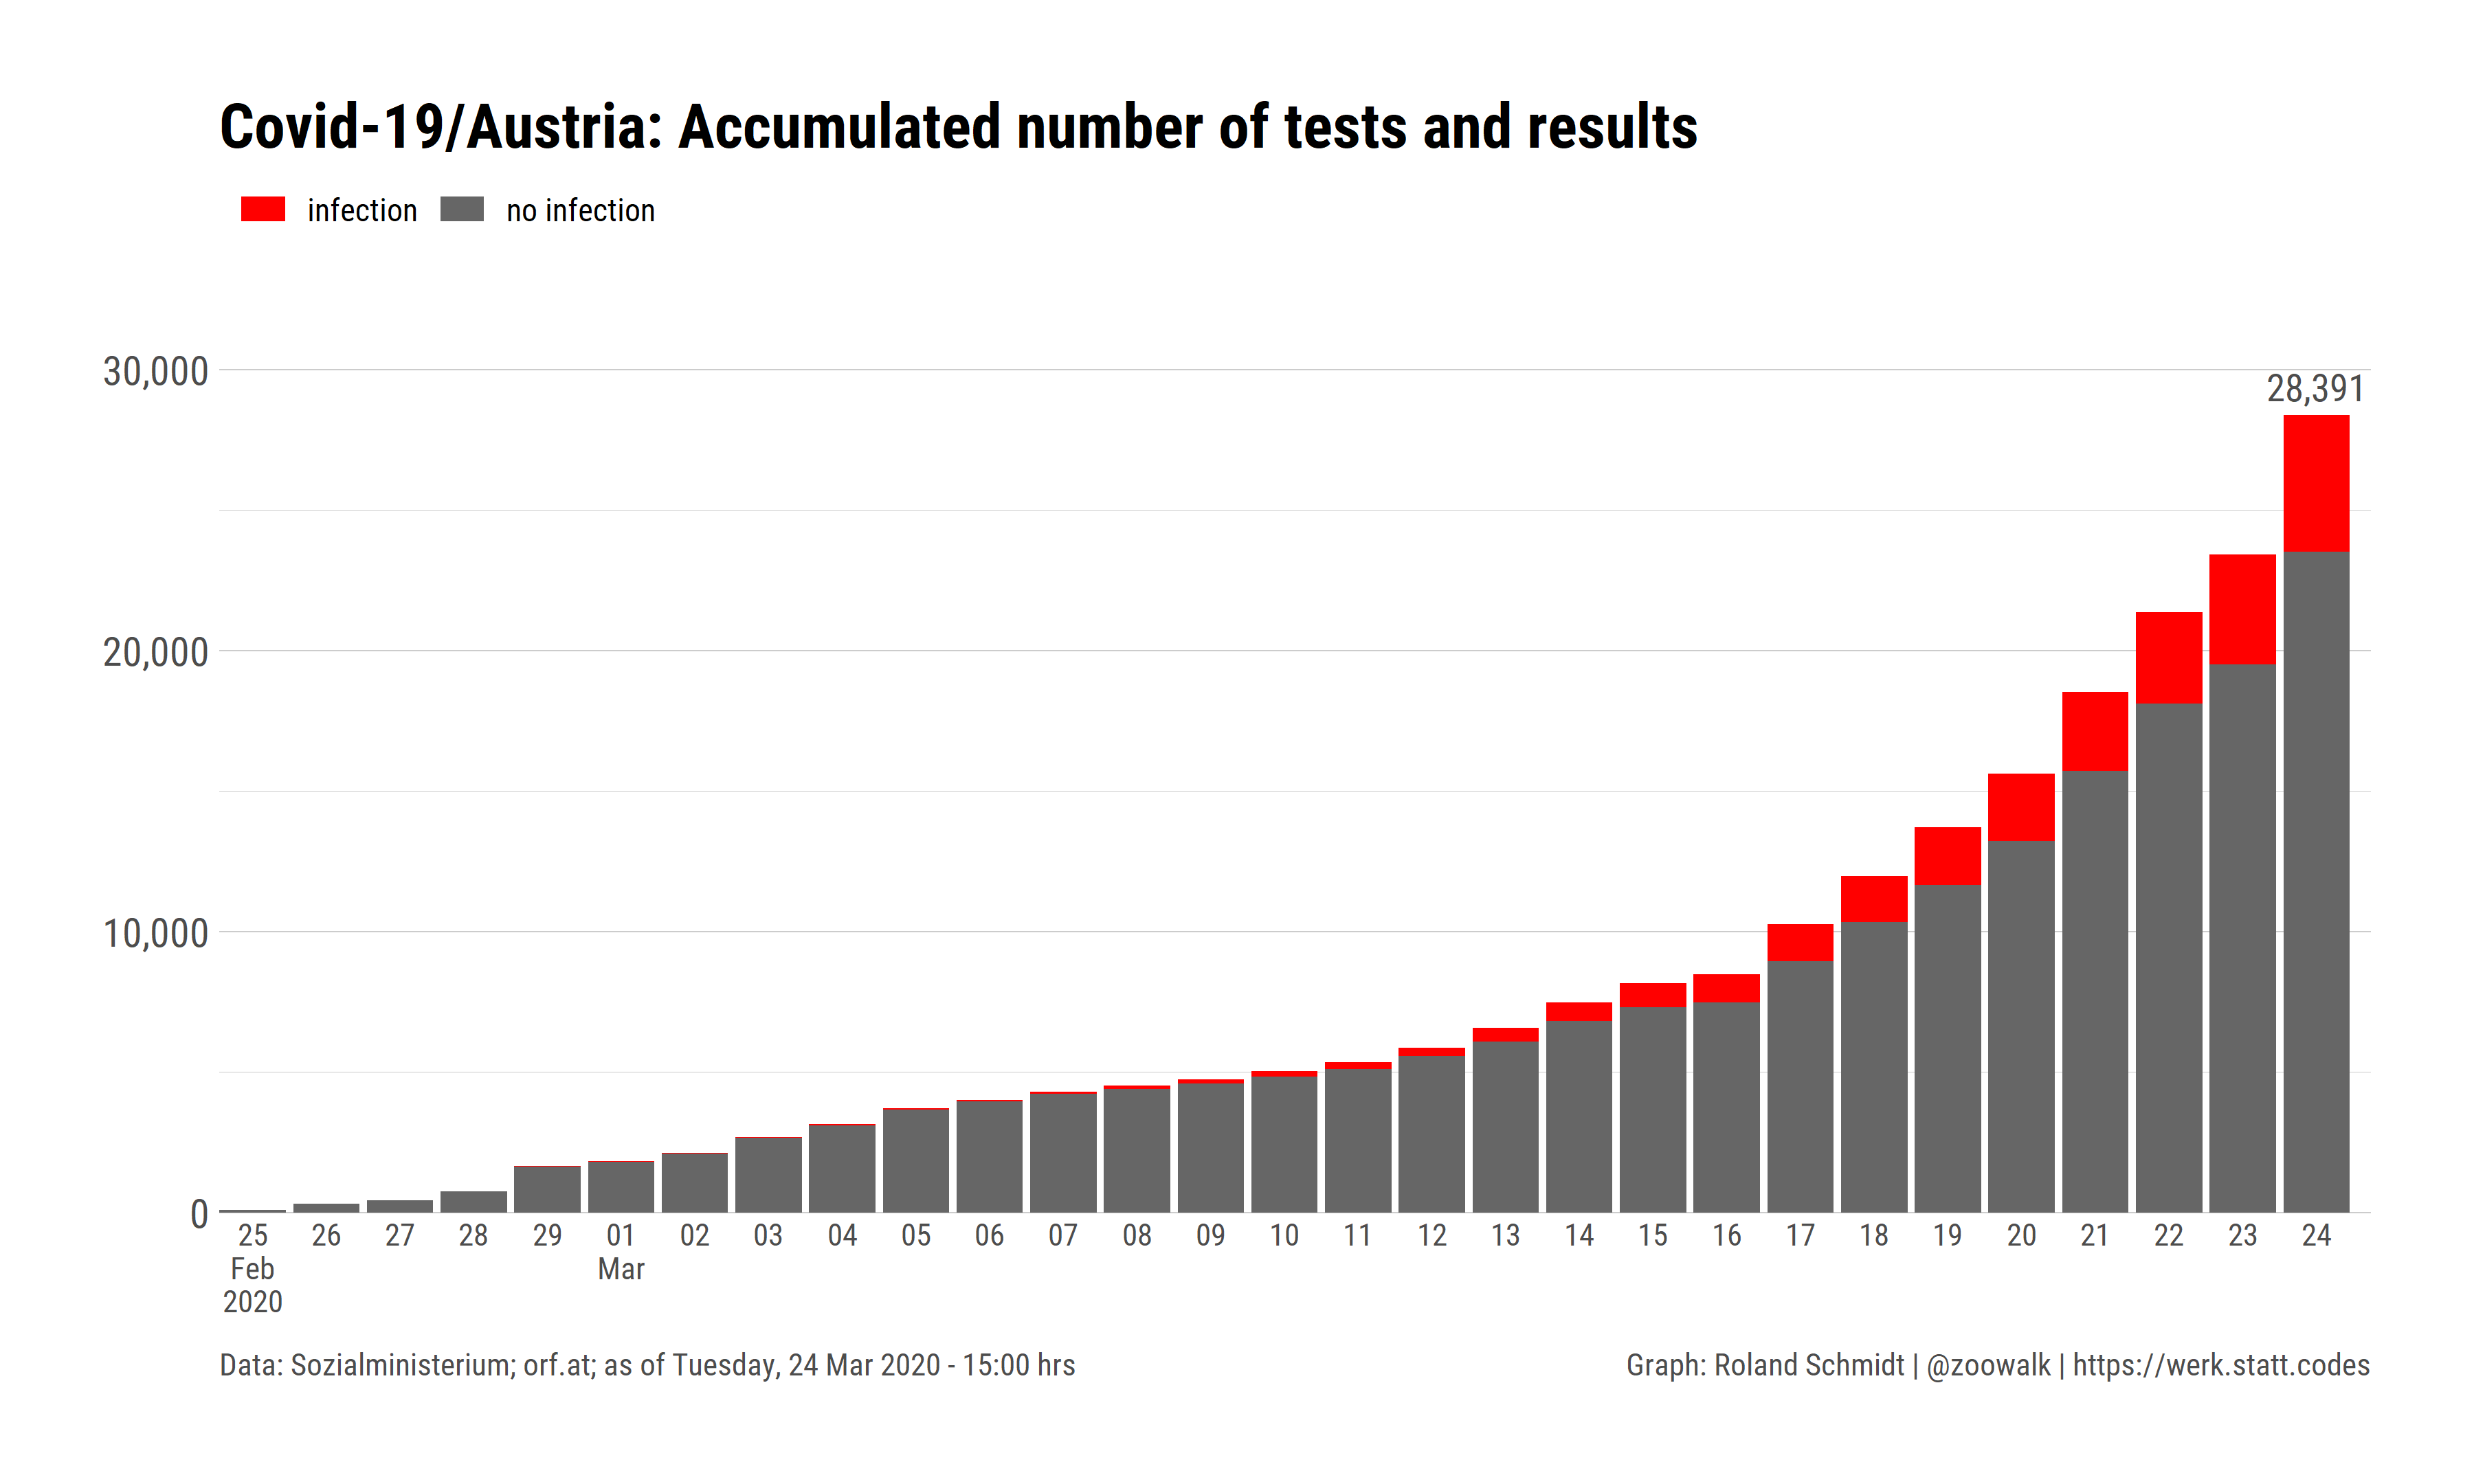 Covid-19/Austria: Accumulated number of tests and results
infection no infection
30,000
28,391
20,000
10,000
0
25 26 27 28 29 01 02 03 04 05 06 07 08 09 10 11 12 13 14 15 16 17 18 19 20 21 22 23 24
Feb Mar
2020
Data: Sozialministerium; orf.at; as of Tuesday, 24 Mar 2020 - 15:00 hrs
Graph: Roland Schmidt | @zoowalk | https://werk.statt.codes